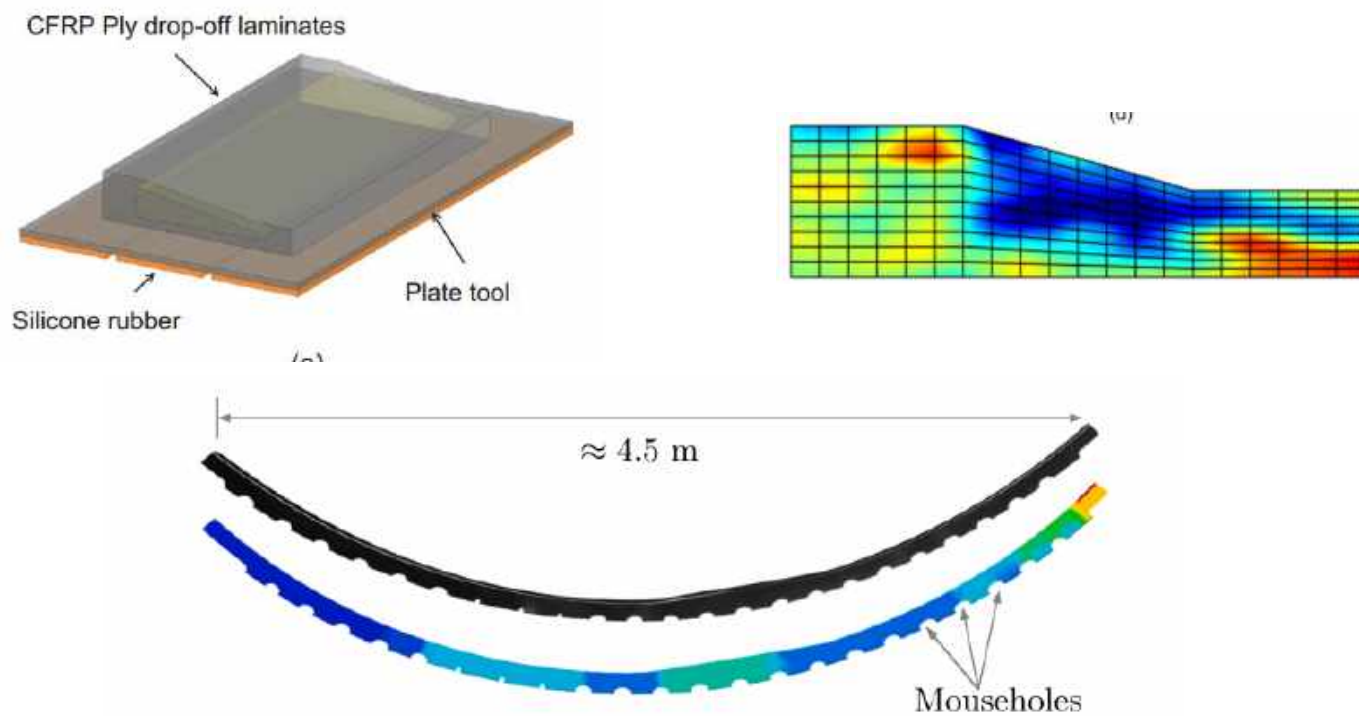 CFRP Ply drop-off laminates
Plate tool
Silicone rubber
≈ 4.5 m
Mouseholes